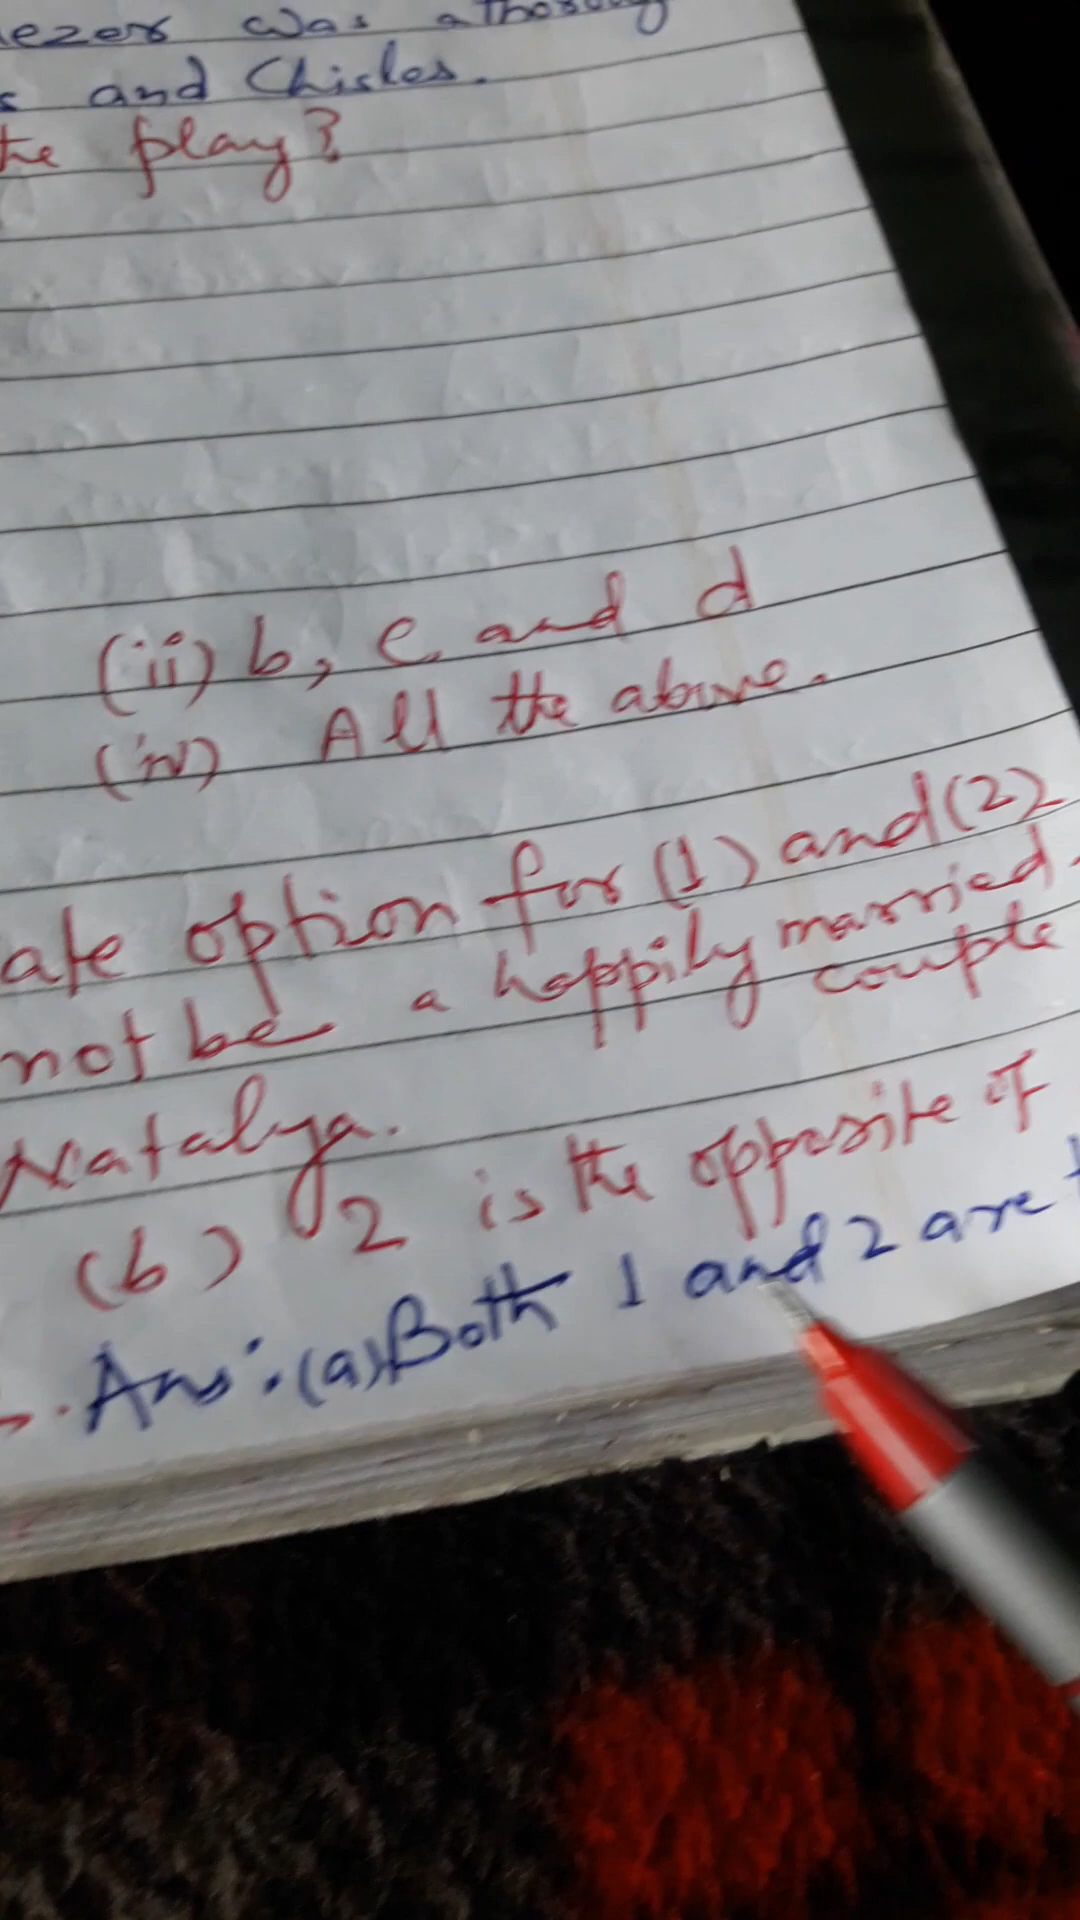 was a
and Chisles.
the play?
(iii) b, c and d
(iv) All the above.
ate option for (1) and (2)
not be a happily married
couple
Natalya.
(b) 2 is the opposite of
Ans: (a) Both 1 and 2 are